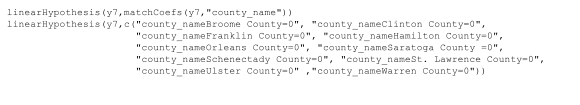 linearHypothesis(y7,matchCoefs(y7,"county_name"))
linearHypothesis(y7,c("county_nameBroome County=0", "county_nameClinton County=0",
"county_nameFranklin County=0", "county_nameHamilton County=0",
"county_nameOrleans County=0", "county_nameSaratoga County =0",
"county_nameSchenectady County=0", "county_nameSt. Lawrence County=0",
"county_nameUlster County=0" ,"county_nameWarren County=0"))